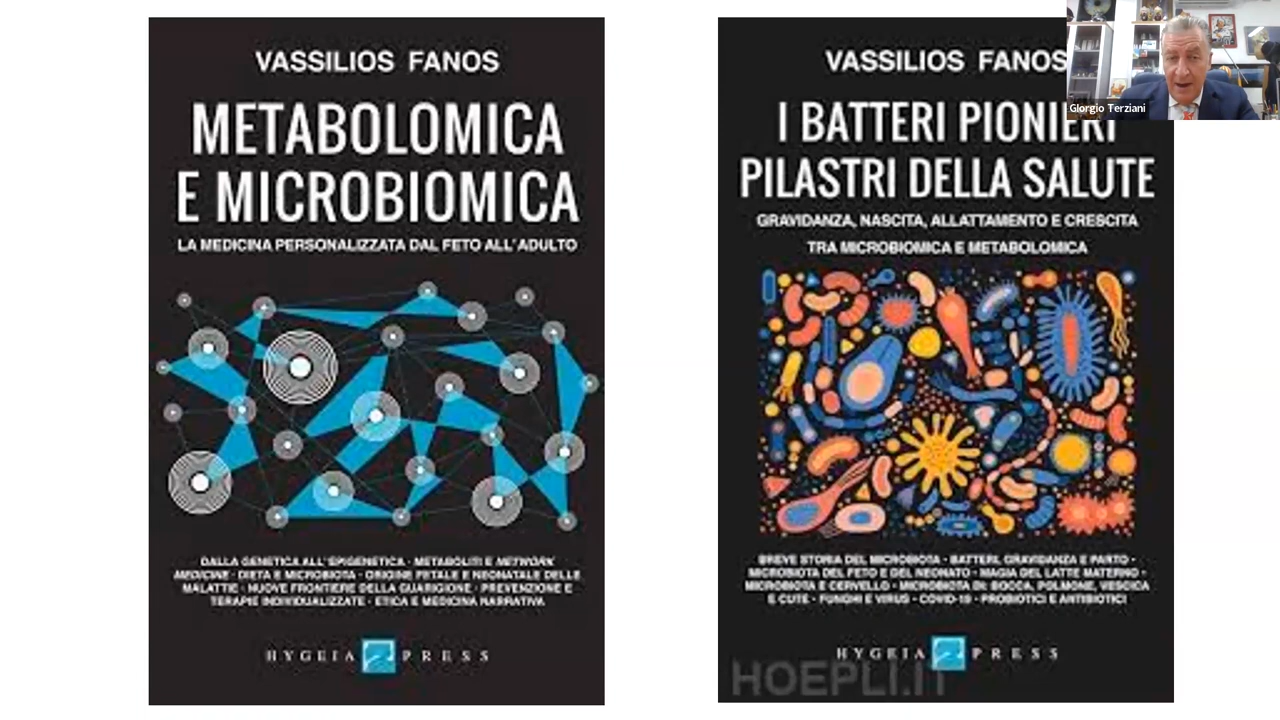 VASSILIOS FANOS
METABOLOMICA
E MICROBIOMICA
LA MEDICINA PERSONALIZZATA DAL FETO ALL'ADULTO
DALLA GENETICA ALL'EPIGENETICA · METABOLITI E NETWORK
MEDICINE · DIETA E MICROBIOTA · ORIGINE FETALE E NEONATALE DELLE
MALATTIE · NUOVE FRONTIERE DELLA GUARIGIONE · PREVENZIONE E
TERAPIE INDIVIDUALIZZATE · ETICA E MEDICINA NARRATIVA
HYGEIA PRESS
VASSILIOS FANOS
I BATTERI PIONIERI
PILASTRI DELLA SALUTE
GRAVIDANZA, NASCITA, ALLATTAMENTO E CRESCITA
TRA MICROBIOMICA E METABOLOMICA
BREVE STORIA DEL MICROBIOTA · BATTERI, GRAVIDANZA E PARTO ·
MICROBIOTA DEL FETO E DEL NEONATO · MAGIA DEL LATTE MATERNO ·
MICROBIOTA E CERVELLO · MICROBIOTA DI: BOCCA, POLMONE, VESCICA
E CUTE · FUNGHI E VIRUS · COVID-19 · PROBIOTICI E ANTIBIOTICI
HYGEIA PRESS
HOEPLI.IT
Giorgio Terziani